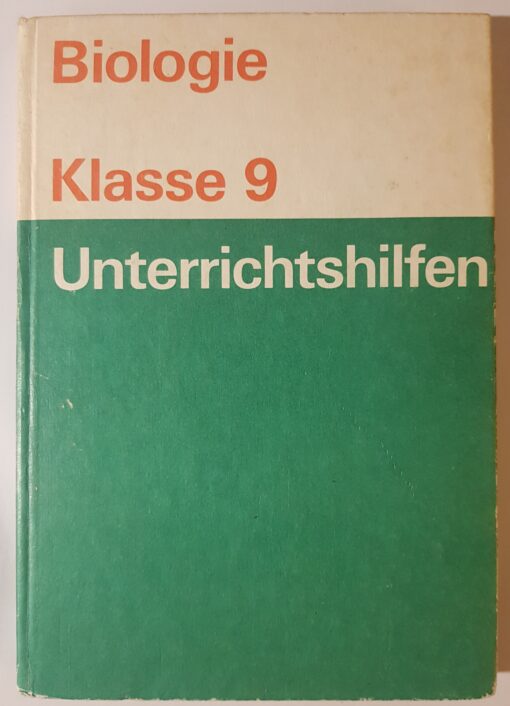 Biologie
Klasse 9
Unterrichtshilfen